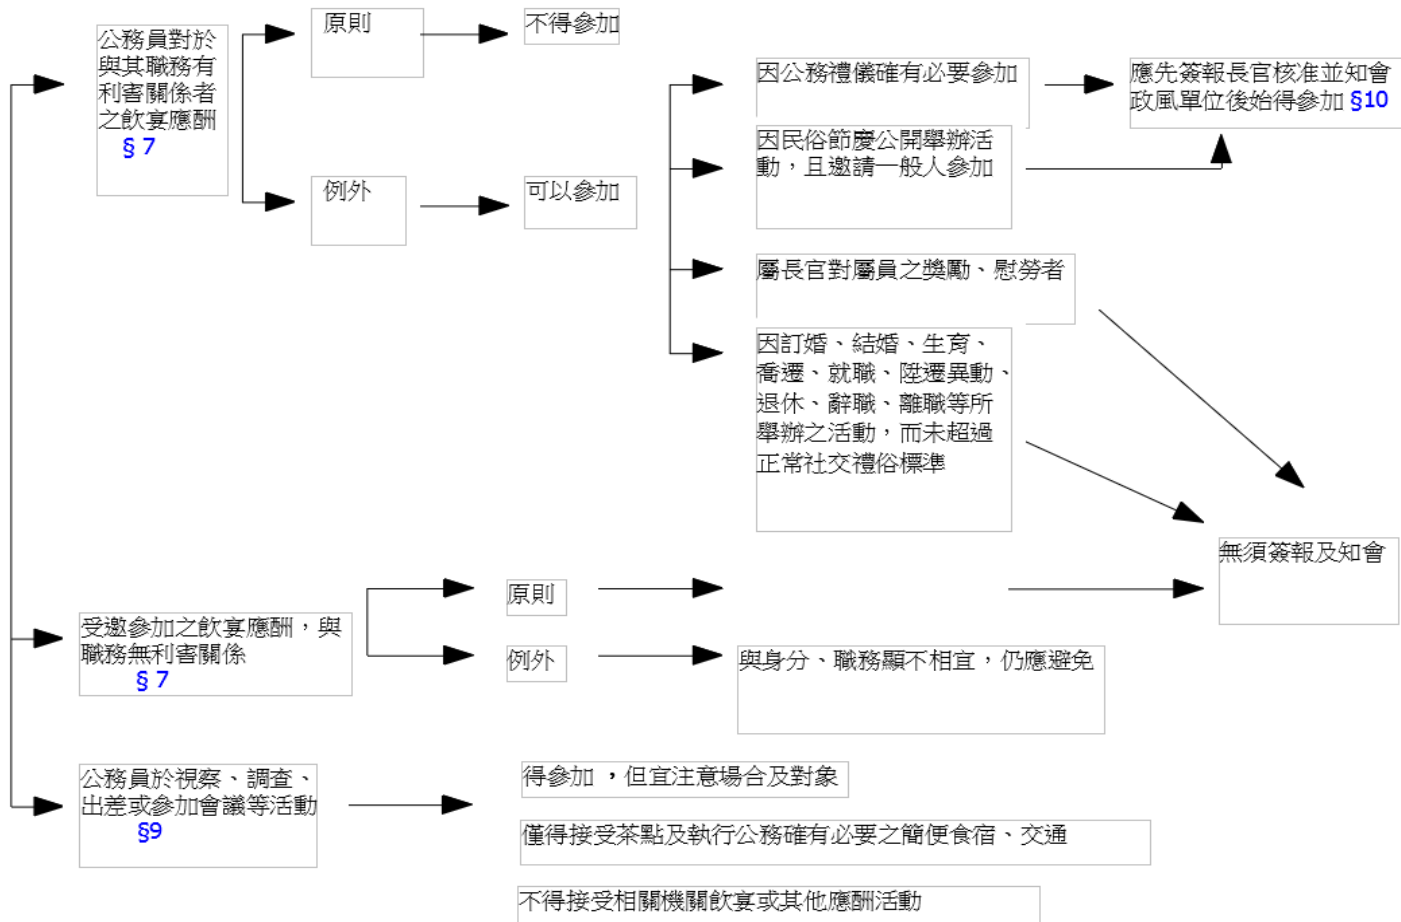 公務員對於
與其職務有
利害關係者
之飲宴應酬
§ 7
原則
不得參加
例外
可以參加
因公務禮儀確有必要參加
應先簽報長官核准並知會
政風單位後始得參加 §10
因民俗節慶公開舉辦活
動，且邀請一般人參加
屬長官對屬員之獎勵、慰勞者
因訂婚、結婚、生育、
喬遷、就職、陞遷異動、
退休、辭職、離職等所
舉辦之活動，而未超過
正常社交禮俗標準
無須簽報及知會
受邀參加之飲宴應酬，與
職務無利害關係
§ 7
原則
例外
與身分、職務顯不相宜，仍應避免
公務員於視察、調查、
出差或參加會議等活動
§9
得參加 ，但宜注意場合及對象
僅得接受茶點及執行公務確有必要之簡便食宿、交通
不得接受相關機關飲宴或其他應酬活動